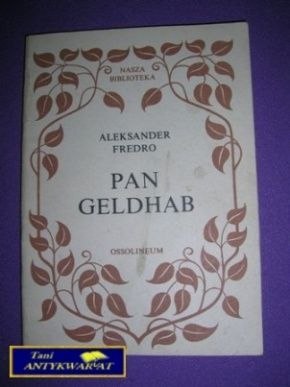 NASZA
BIBLIOTEKA
ALEKSANDER
FREDRO
PAN
GELDHAB
OSSOLINEUM
Tani
ANTYKWARIAT